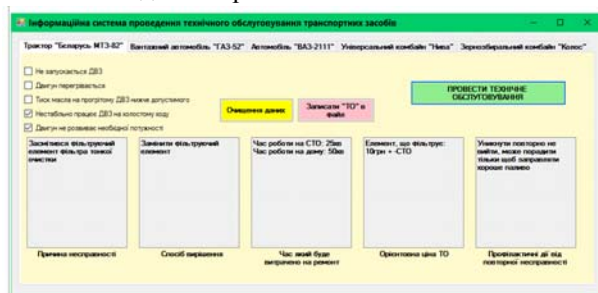 Інформаційна система проведення технічного обслуговування транспортних засобів
Трактор "Беларусь МТЗ-82" Вантажний автомобіль "ГАЗ-52" Автомобіль "ВАЗ-2111" Універсальний комбайн "Нива" Зернозбиральний комбайн "Колос"
Не запускається ДВЗ
Двигун перегрівається
Тиск масла на прогрітому ДВЗ нижче допустимого
Нестабільно працює ДВЗ на холостому ходу
Двигун не розвиває необхідної потужності
Очищення даних
Записати "ТО" в
файл
ПРОВЕСТИ ТЕХНІЧНЕ
ОБСЛУГОВУВАННЯ
Засмітився фільтруючий
елемент фільтра тонкої
очистки
Замінити фільтруючий
елемент
Час роботи на СТО: 25хв
Час роботи на дому: 50хв
Елемент, що фільтрує:
10грн + -СТО
Уникнути повторно не
вийти, може порадити
тільки щоб заправляти
хороше паливо
Причина несправності
Спосіб вирішення
Час який буде
витрачено на ремонт
Орієнтовна ціна ТО
Профілактичні дії від
повторної несправності